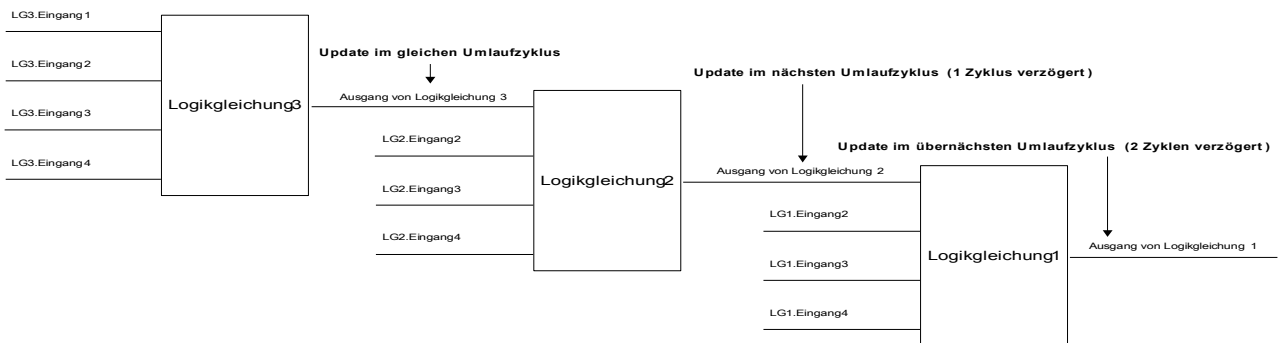 LG3.Eingang1
LG3.Eingang2
LG3.Eingang3
LG3.Eingang4
Logikgleichung3
Update im gleichen Umlaufzyklus
Ausgang von Logikgleichung 3
LG2.Eingang2
LG2.Eingang3
LG2.Eingang4
Logikgleichung2
Update im nächsten Umlaufzyklus (1 Zyklus verzögert)
Ausgang von Logikgleichung 2
LG1.Eingang2
LG1.Eingang3
LG1.Eingang4
Logikgleichung1
Update im übernächsten Umlaufzyklus (2 Zyklen verzögert)
Ausgang von Logikgleichung 1